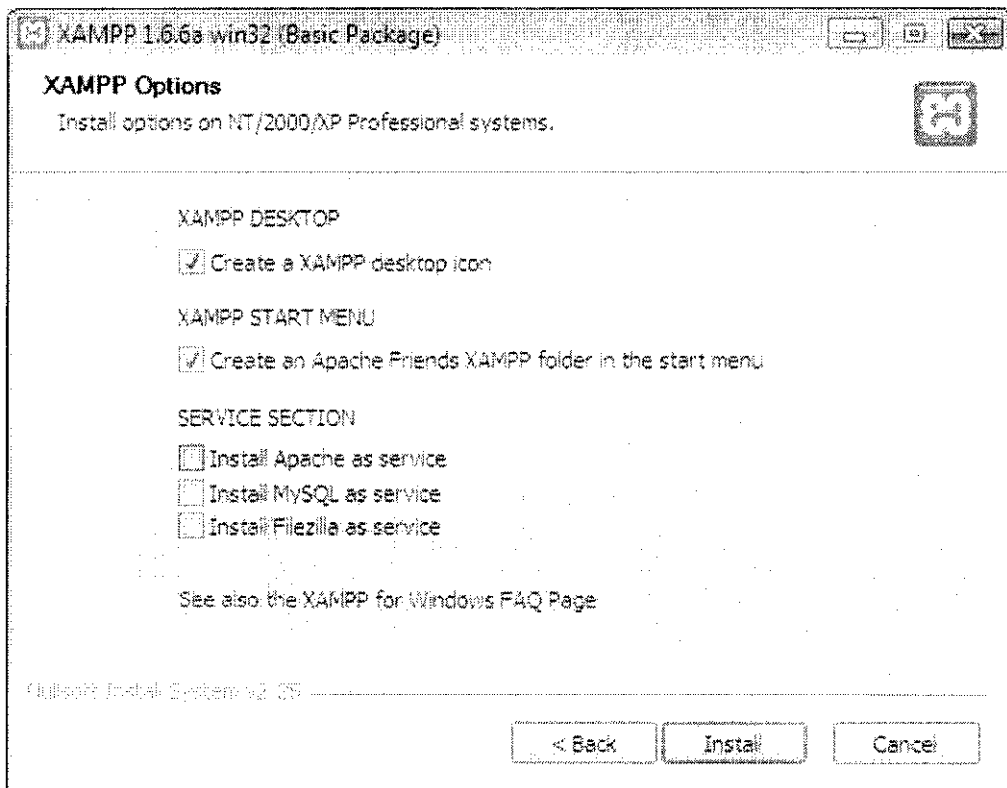 XAMPP 1.6.6a win32 (Basic Package)
XAMPP Options
Install options on NT/2000/XP Professional systems.
XAMPP DESKTOP
Create a XAMPP desktop icon
XAMPP START MENU
Create an Apache Friends XAMPP folder in the start menu
SERVICE SECTION
Install Apache as service
Install MySQL as service
Install Filezilla as service
See also the XAMPP for Windows FAQ Page
Nullsoft Install System
< Back
Install
Cancel